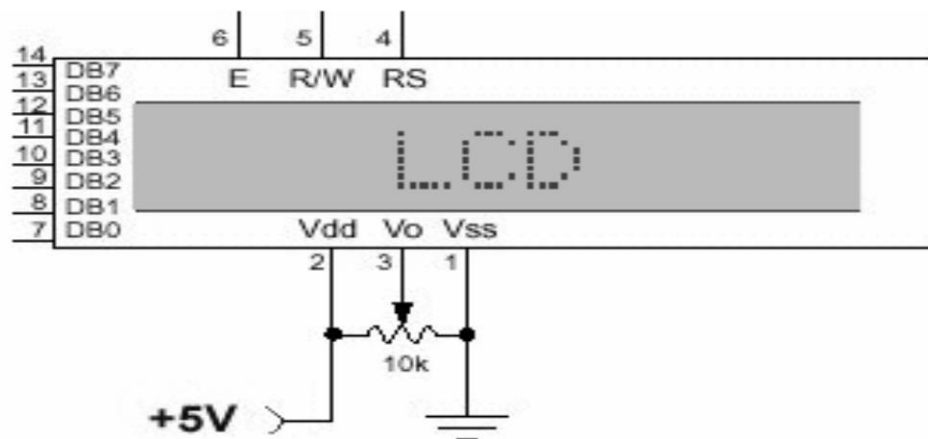 6 5 4
E R/W RS
14 DB7
13 DB6
12 DB5
11 DB4
10 DB3
9 DB2
8 DB1
7 DB0
LCD
Vdd Vo Vss
2 3 1
10k
+5V